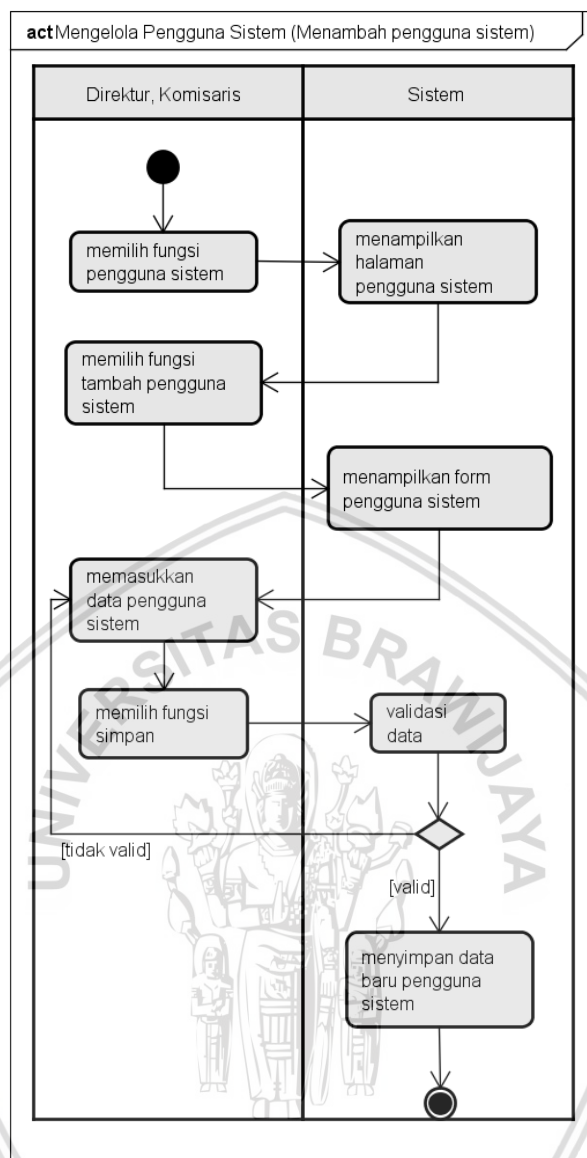 act Mengelola Pengguna Sistem (Menambah pengguna sistem)
Direktur, Komisaris
Sistem
memilih fungsi
pengguna sistem
menampilkan
halaman
pengguna sistem
memilih fungsi
tambah pengguna
sistem
menampilkan form
pengguna sistem
memasukkan
data pengguna
sistem
memilih fungsi
simpan
validasi
data
[tidak valid]
[valid]
menyimpan data
baru pengguna
sistem
UNIVERSITAS BRAWIJAYA